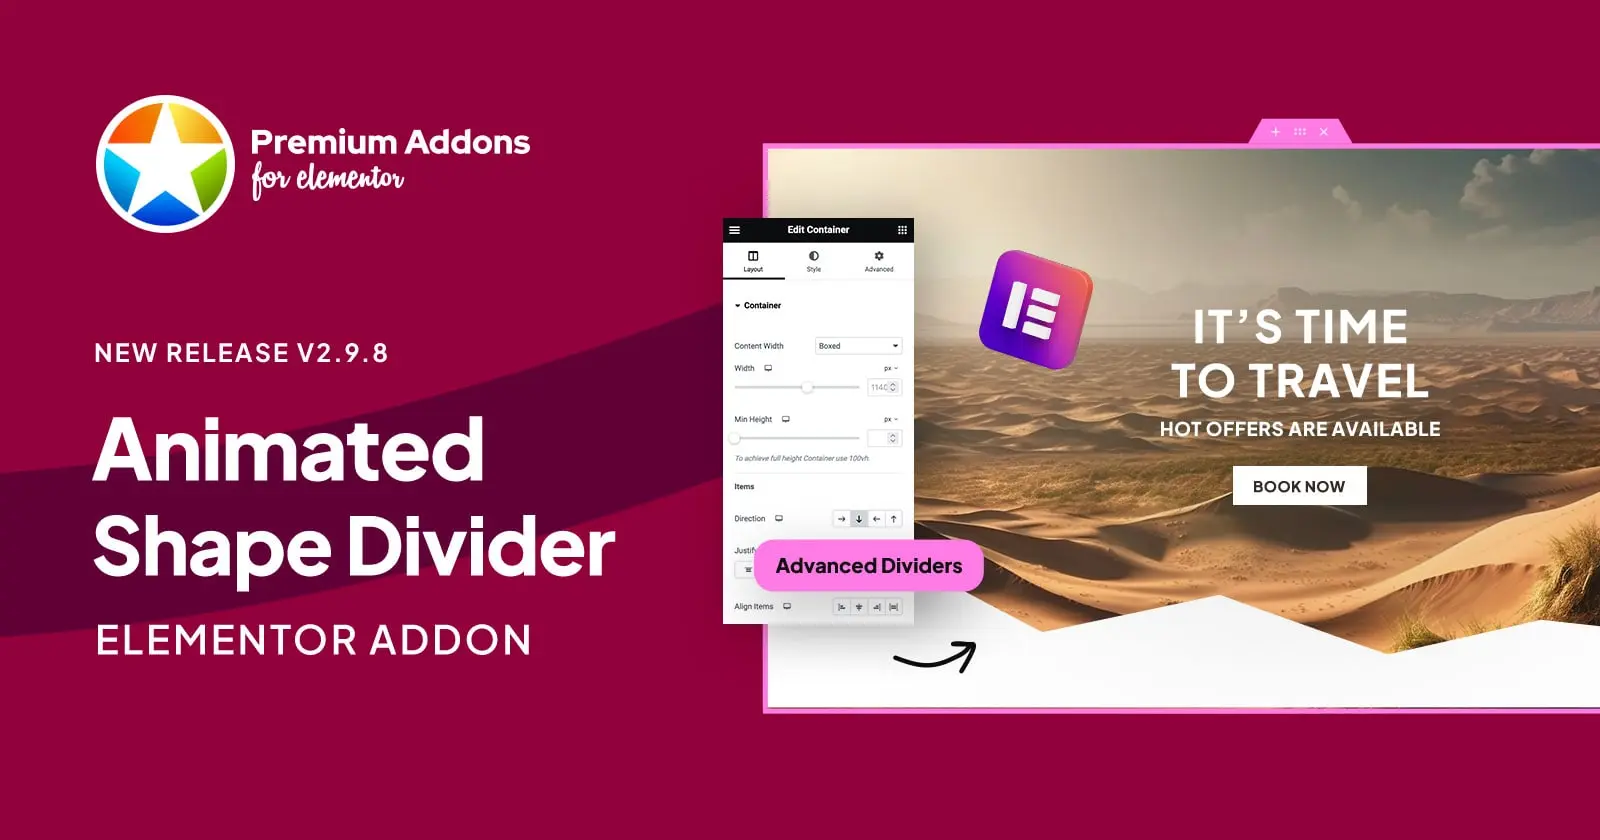 Premium Addons
for elementor
NEW RELEASE V2.9.8
Animated
Shape Divider
ELEMENTOR ADDON
Edit Container
Layout
Style
Advanced
Container
Content Width
Boxed
Width
px
1140
Min Height
px
To achieve full height Container use 100vh.
Items
Direction
Justify
Advanced Dividers
Align Items
IT'S TIME
TO TRAVEL
HOT OFFERS ARE AVAILABLE
BOOK NOW